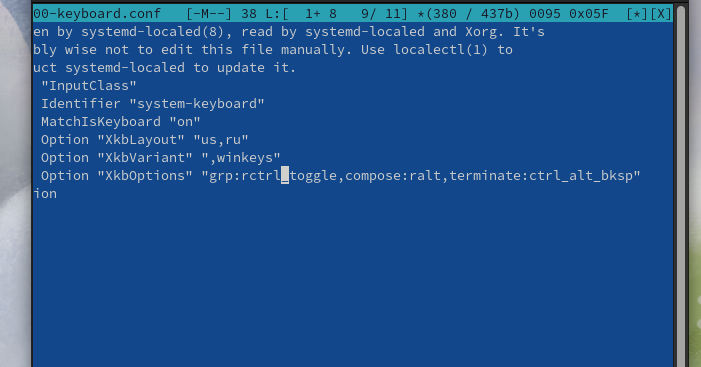 00-keyboard.conf   [-M--] 38 L:[  1+ 8   9/ 11] *(380 / 437b) 0095 0x05F  [*][X]
en by systemd-localed(8), read by systemd-localed and Xorg. It's
bly wise not to edit this file manually. Use localectl(1) to
uct systemd-localed to update it.
"InputClass"
Identifier "system-keyboard"
MatchIsKeyboard "on"
Option "XkbLayout" "us,ru"
Option "XkbVariant" ",winkeys"
Option "XkbOptions" "grp:rctrl_toggle,compose:ralt,terminate:ctrl_alt_bksp"
ion